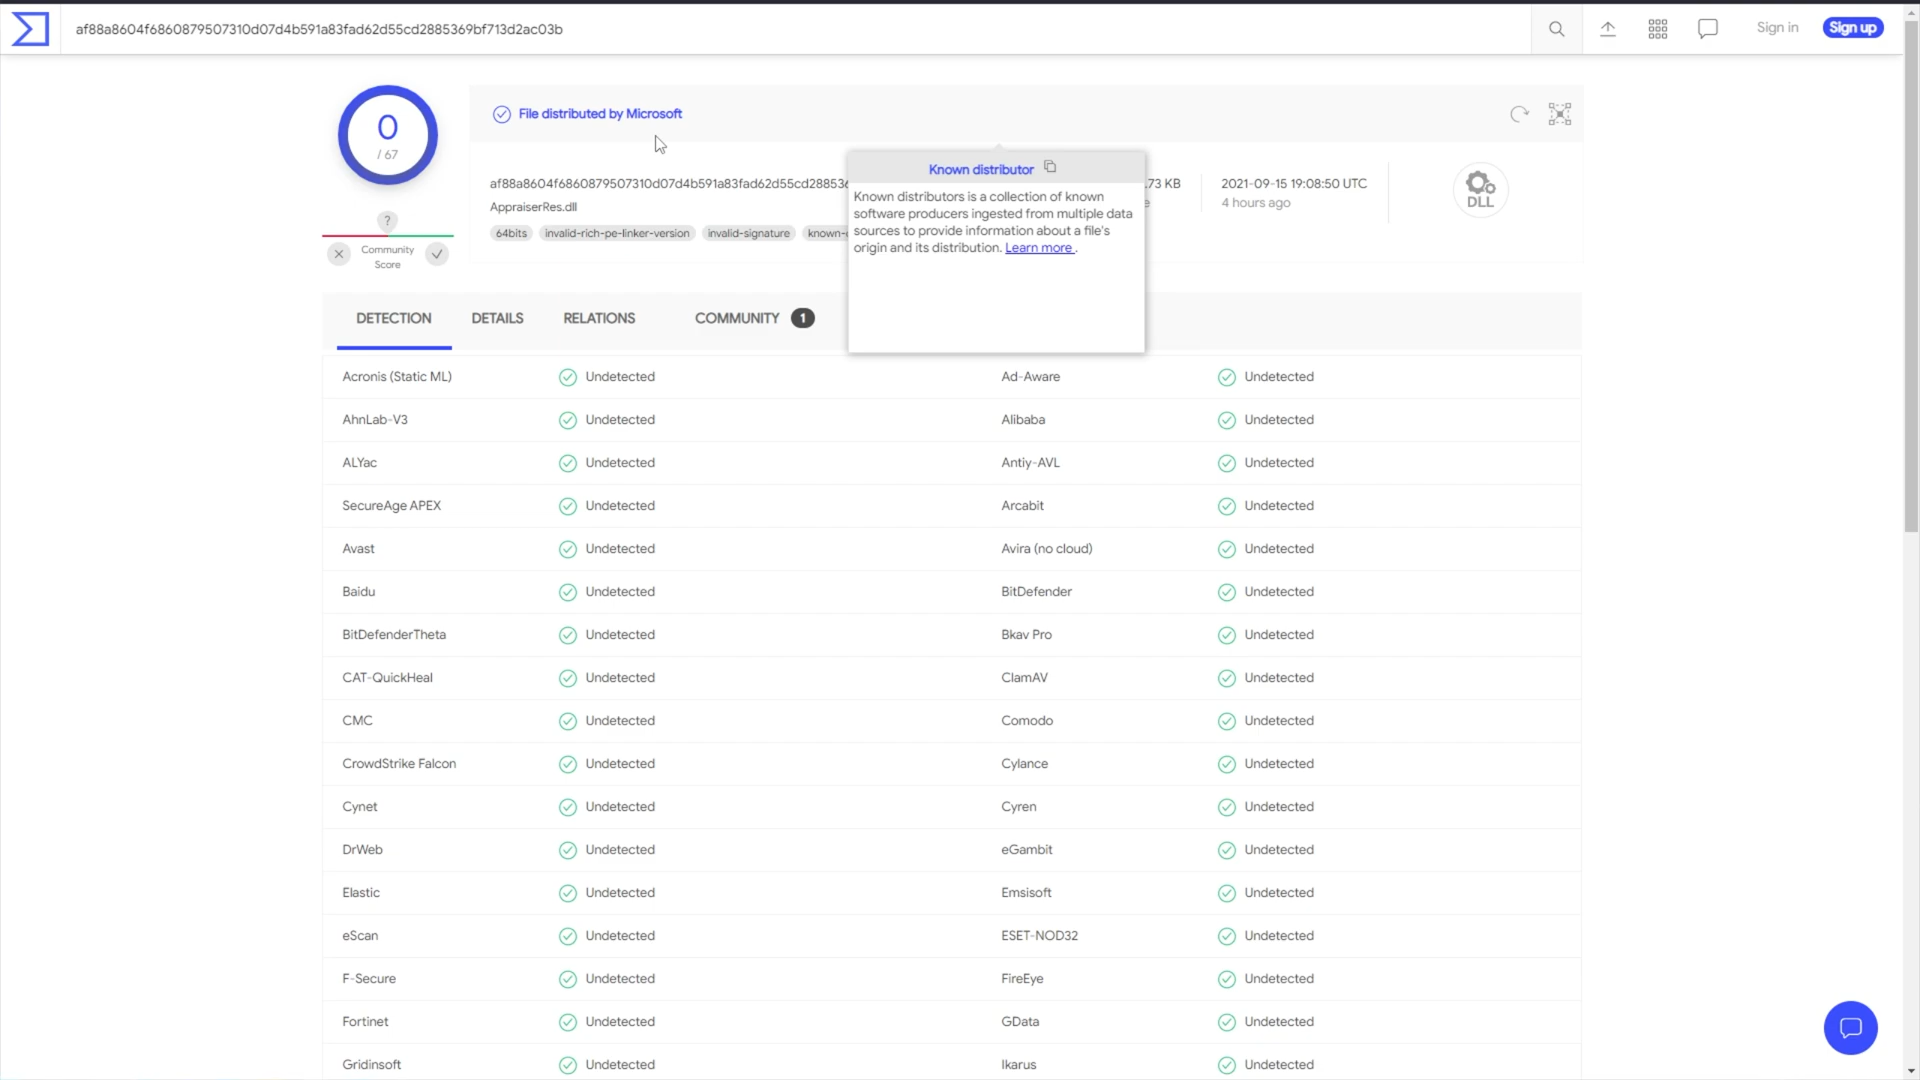 af88a8604f6860879507310d07d4b591a83fad62d55cd2885369bf713d2ac03b
Sign in
Sign up
0
/ 67
File distributed by Microsoft
af88a8604f6860879507310d07d4b591a83fad62d55cd28853
AppraiserRes.dll
64bits invalid-rich-pe-linker-version invalid-signature
.73 KB
2021-09-15 19:08:50 UTC
4 hours ago
DLL
?
Community
Score
Known distributor
Known distributors is a collection of known
software producers ingested from multiple data
sources to provide information about a file's
origin and its distribution. Learn more .
DETECTION DETAILS RELATIONS COMMUNITY 1
Acronis (Static ML) Undetected Ad-Aware Undetected
AhnLab-V3 Undetected Alibaba Undetected
ALYac Undetected Antiy-AVL Undetected
SecureAge APEX Undetected Arcabit Undetected
Avast Undetected Avira (no cloud) Undetected
Baidu Undetected BitDefender Undetected
BitDefenderTheta Undetected Bkav Pro Undetected
CAT-QuickHeal Undetected ClamAV Undetected
CMC Undetected Comodo Undetected
CrowdStrike Falcon Undetected Cylance Undetected
Cynet Undetected Cyren Undetected
DrWeb Undetected eGambit Undetected
Elastic Undetected Emsisoft Undetected
eScan Undetected ESET-NOD32 Undetected
F-Secure Undetected FireEye Undetected
Fortinet Undetected GData Undetected
Gridinsoft Undetected Ikarus Undetected